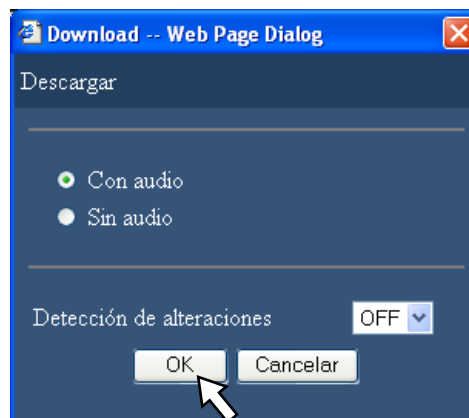 Download -- Web Page Dialog
Descargar
Con audio
Sin audio
Detección de alteraciones OFF
OK Cancelar